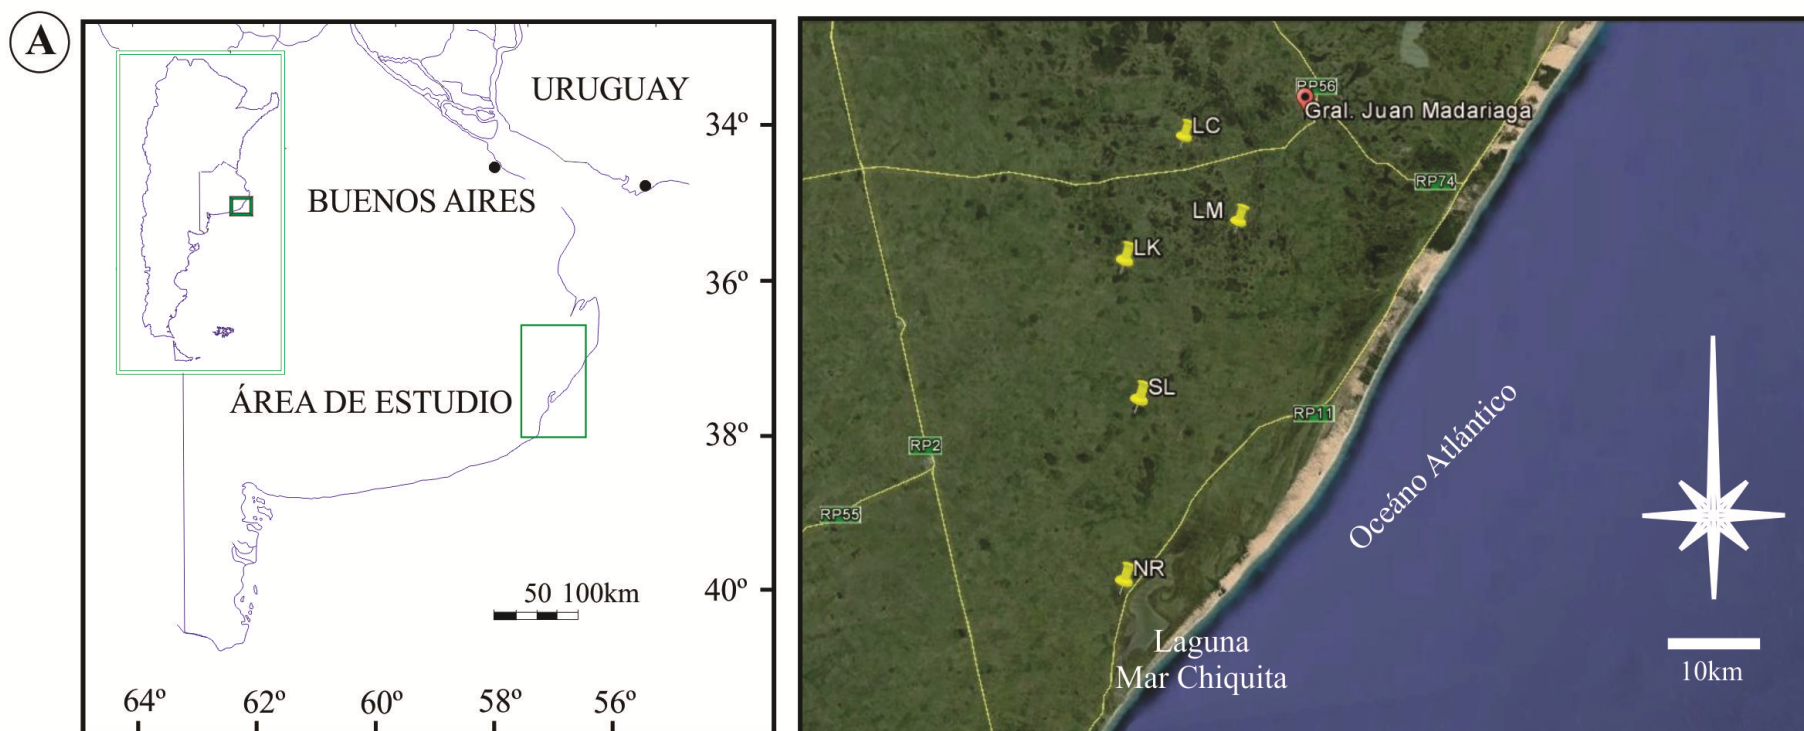 A
URUGUAY
34º
BUENOS AIRES
36º
ÁREA DE ESTUDIO
38º
50 100km
40º
64º 62º 60º 58º 56º
RP56
Gral. Juan Madariaga
LC
RP74
LM
LK
SL
RP11
RP2
RP55
Oceáno Atlántico
NR
Laguna
Mar Chiquita
10km